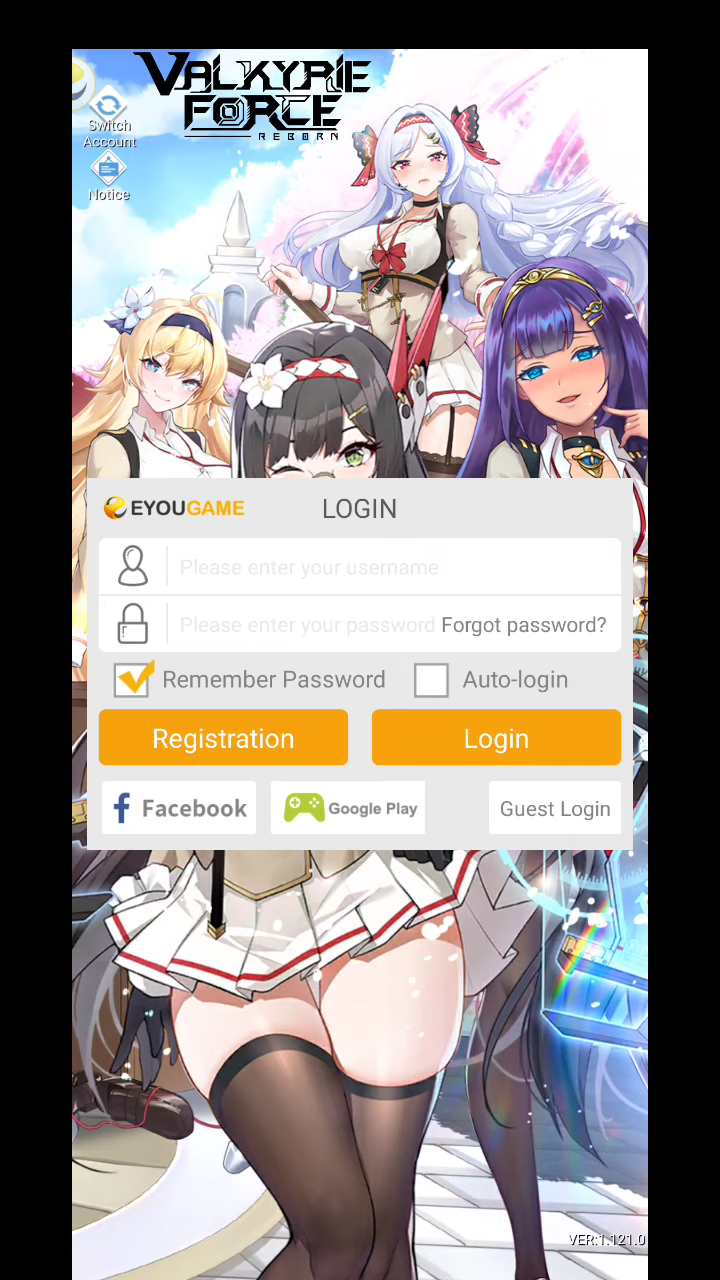 VALKYRIE
FORCE
REBORN
Switch
Account
Notice
EYOUGAME
LOGIN
Please enter your username
Please enter your password Forgot password?
Remember Password Auto-login
Registration Login
Facebook Google Play Guest Login
VER:1.121.0